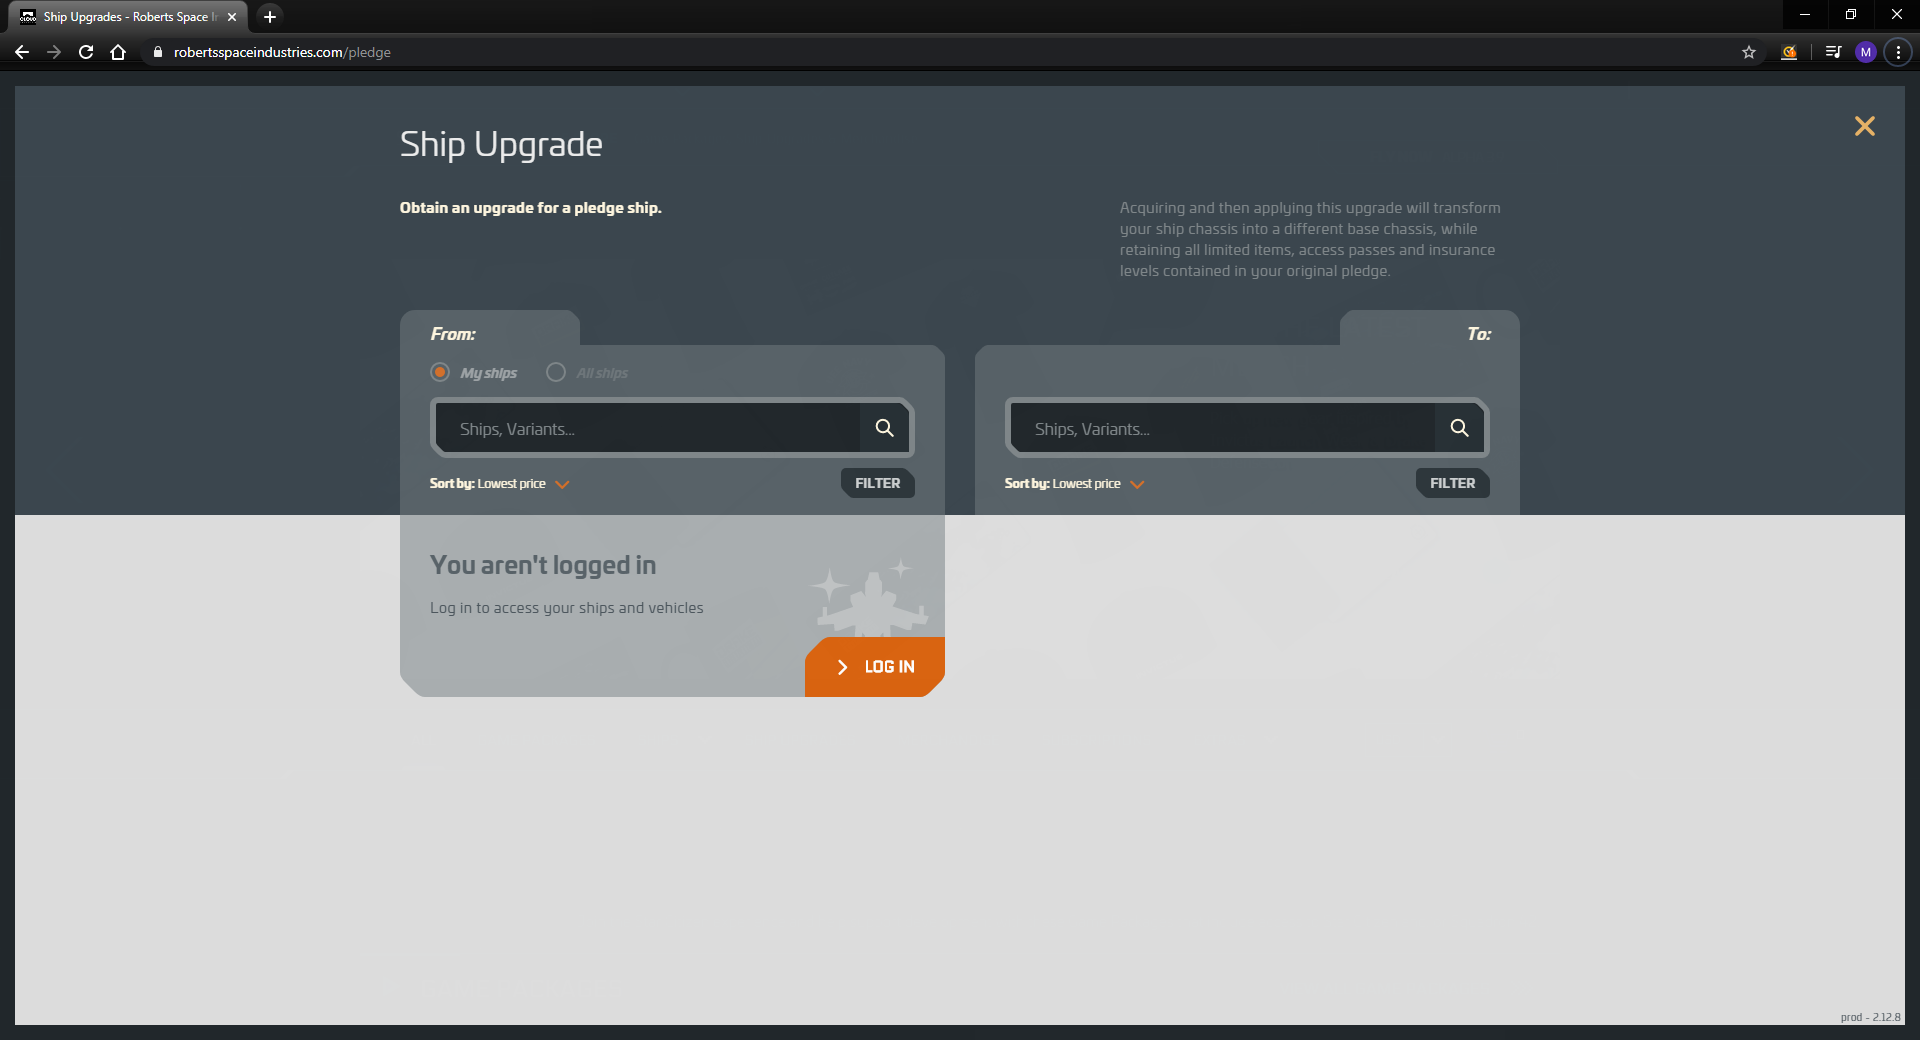 Ship Upgrades - Roberts Space
robertsspaceindustries.com/pledge
M
Ship Upgrade
Obtain an upgrade for a pledge ship.
Acquiring and then applying this upgrade will transform
your ship chassis into a different base chassis, while
retaining all limited items, access passes and insurance
levels contained in your original pledge.
From:
My ships
All ships
Ships, Variants...
Sort by: Lowest price
FILTER
You aren't logged in
Log in to access your ships and vehicles
LOG IN
To:
Ships, Variants...
Sort by: Lowest price
FILTER
prod - 2.12.8